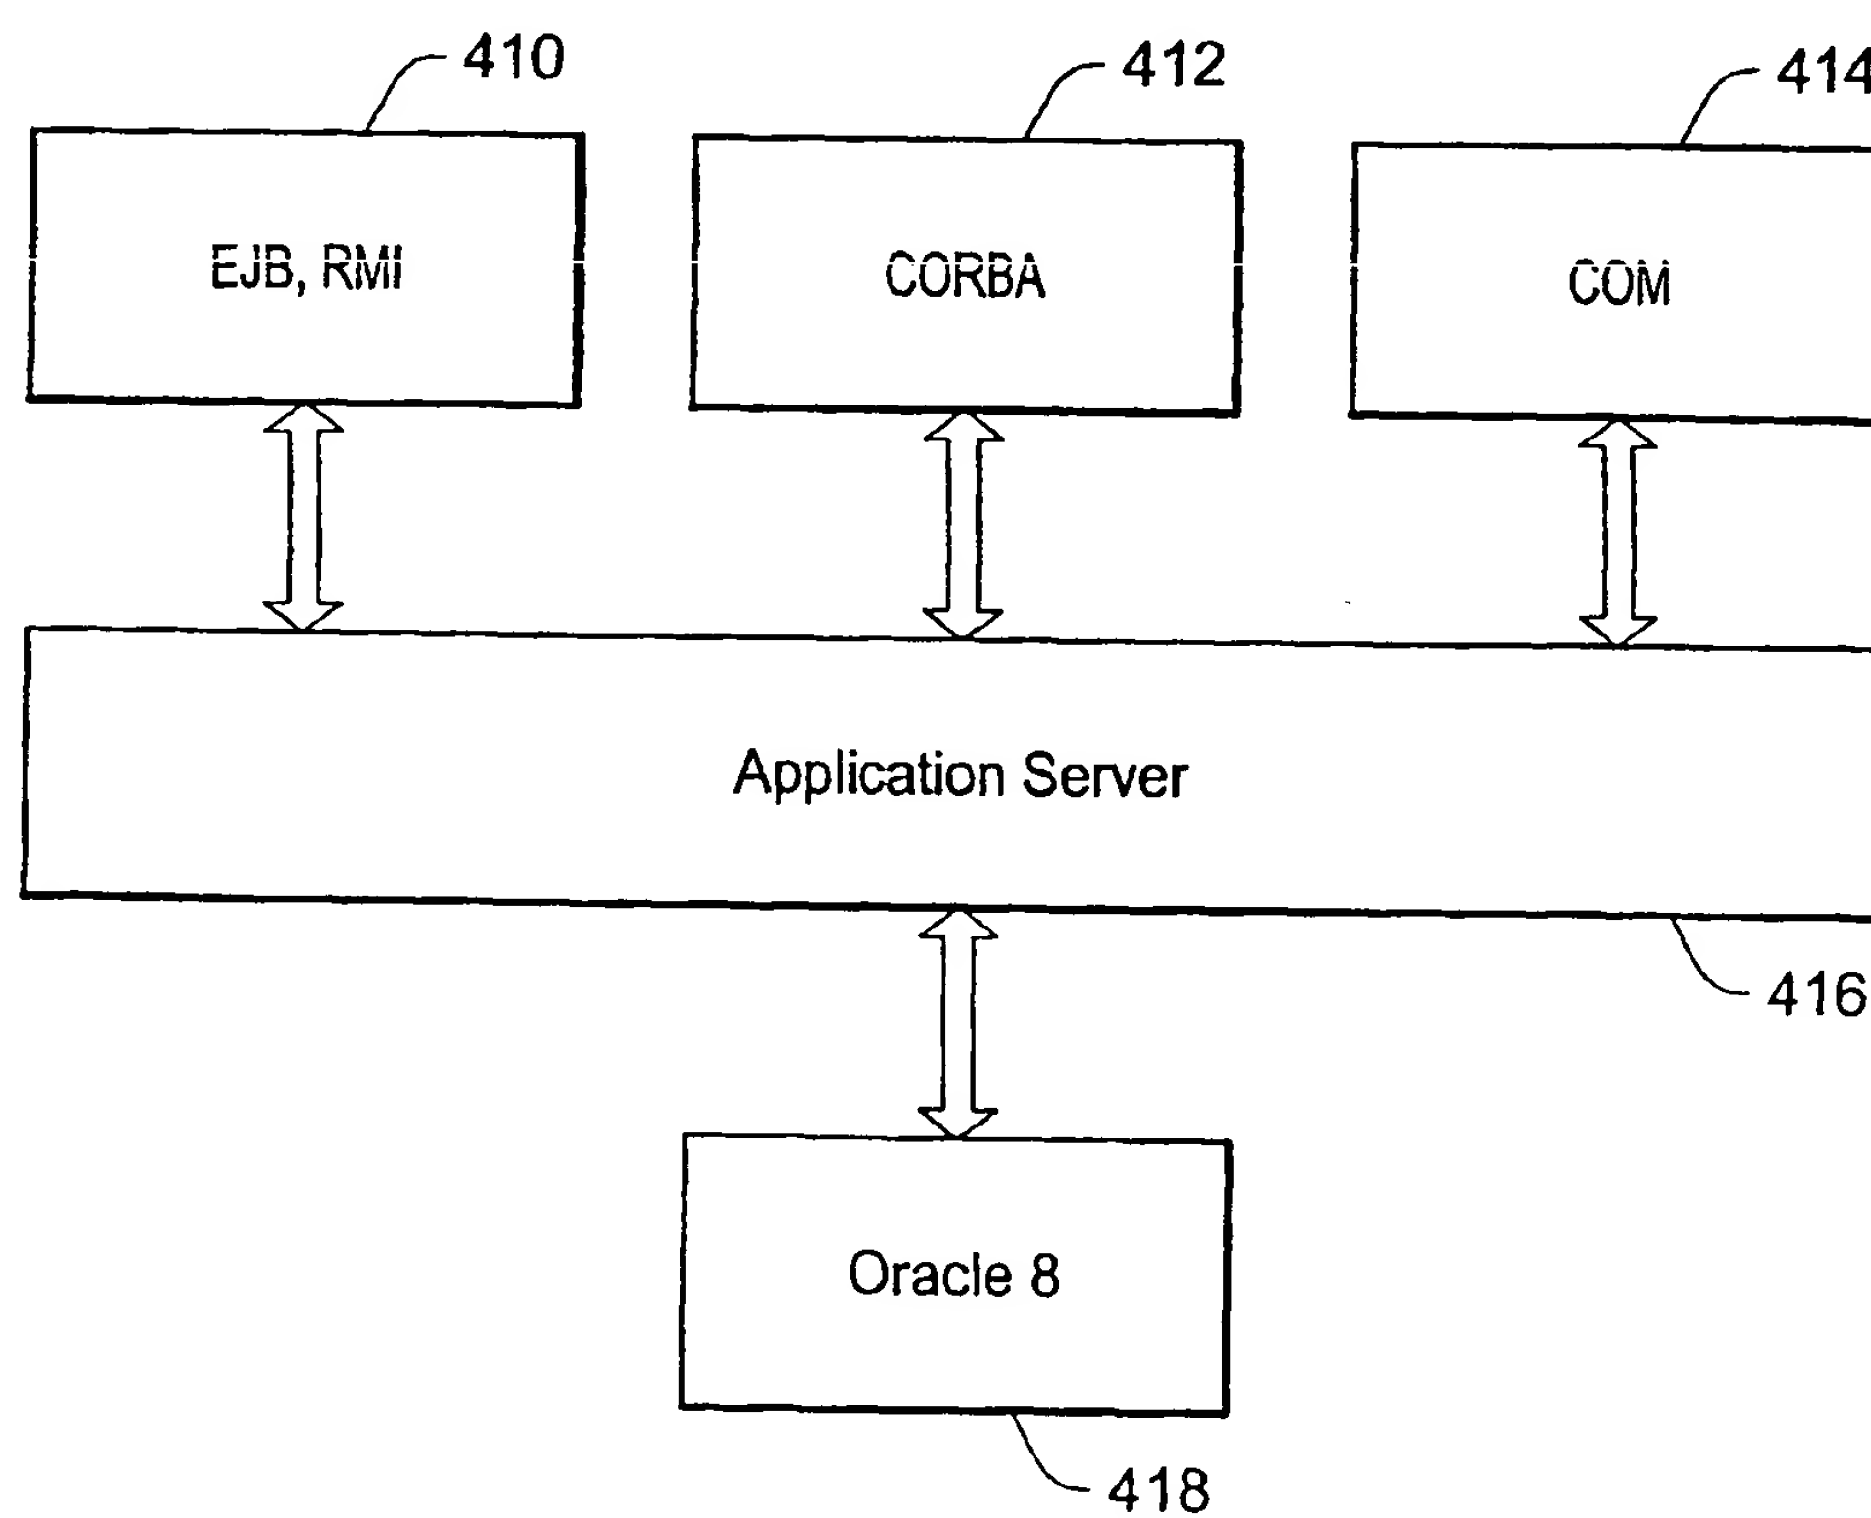 410
412
414
EJB, RMI
CORBA
COM
Application Server
416
Oracle 8
418